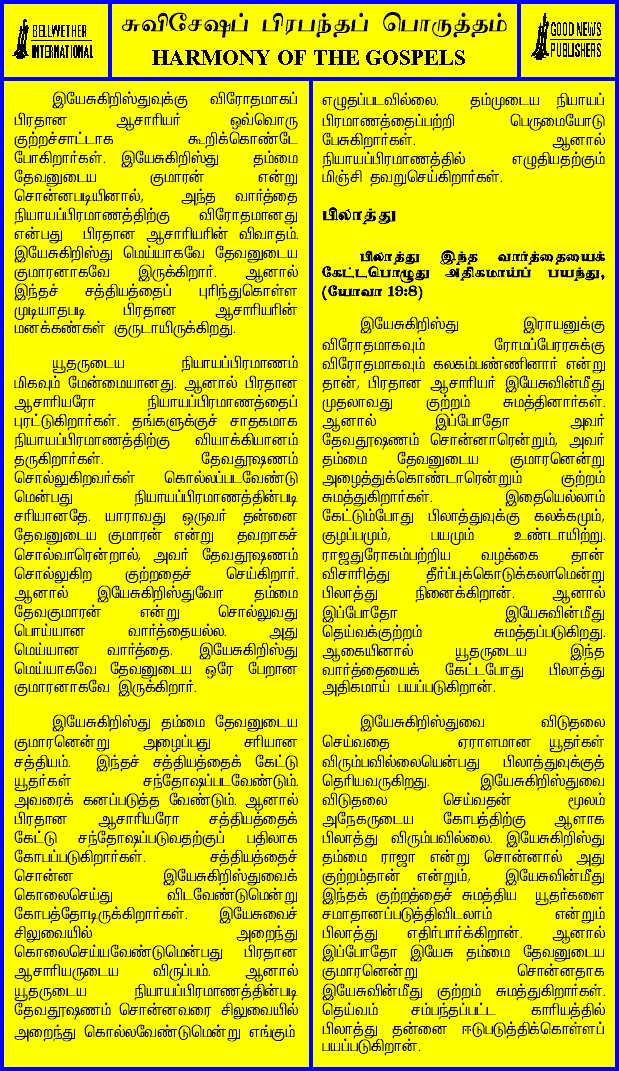 BELLWETHER
INTERNATIONAL
சுவிசேஷப் பிரபந்தப் பொருத்தம்
HARMONY OF THE GOSPELS
GOOD NEWS
PUBLISHERS
இயேசுகிறிஸ்துவுக்கு விரோதமாகப்
பிரதான ஆசாரியர் ஒவ்வொரு
குற்றச்சாட்டாக கூறிக்கொண்டே
போகிறார்கள். இயேசுகிறிஸ்து தம்மை
தேவனுடைய குமாரன் என்று
சொன்னபடியினால், அந்த வார்த்தை
நியாயப்பிரமாணத்திற்கு விரோதமானது
என்பது பிரதான ஆசாரியரின் விவாதம்.
இயேசுகிறிஸ்து மெய்யாகவே தேவனுடைய
குமாரனாகவே இருக்கிறார். ஆனால்
இந்தச் சத்தியத்தைப் புரிந்துகொள்ள
முடியாதபடி பிரதான ஆசாரியரின்
மனக்கண்கள் குருடாயிருக்கிறது.
யூதருடைய நியாயப்பிரமாணம்
மிகவும் மேன்மையானது. ஆனால் பிரதான
ஆசாரியரோ நியாயப்பிரமாணத்தைப்
புரட்டுகிறார்கள். தங்களுக்குச் சாதகமாக
நியாயப்பிரமாணத்திற்கு வியாக்கியானம்
தருகிறார்கள். தேவதூஷணம்
சொல்லுகிறவர்கள் கொல்லப்படவேண்டு
மென்பது நியாயப்பிரமாணத்தின்படி
சரியானதே. யாராவது ஒருவர் தன்னை
தேவனுடைய குமாரன் என்று தவறாகச்
சொல்வாரென்றால், அவர் தேவதூஷணம்
சொல்லுகிற குற்றதைச் செய்கிறார்.
ஆனால் இயேசுகிறிஸ்துவோ தம்மை
தேவகுமாரன் என்று சொல்லுவது
பொய்யான வார்த்தையல்ல. அது
மெய்யான வார்த்தை. இயேசுகிறிஸ்து
மெய்யாகவே தேவனுடைய ஒரே பேறான
குமாரனாகவே இருக்கிறார்.
இயேசுகிறிஸ்து தம்மை தேவனுடைய
குமாரனென்று அழைப்பது சரியான
சத்தியம். இந்தச் சத்தியத்தைக் கேட்டு
யூதர்கள் சந்தோஷப்படவேண்டும்.
அவரைக் கனப்படுத்த வேண்டும். ஆனால்
பிரதான ஆசாரியரோ சத்தியத்தைக்
கேட்டு சந்தோஷப்படுவதற்குப் பதிலாக
கோபப்படுகிறார்கள். சத்தியத்தைச்
சொன்ன இயேசுகிறிஸ்துவைக்
கொலைசெய்து விடவேண்டுமென்று
கோபத்தோடிருக்கிறார்கள். இயேசுவைச்
சிலுவையில் அறைந்து
கொலைசெய்யவேண்டுமென்பது பிரதான
ஆசாரியருடைய விருப்பம். ஆனால்
யூதருடைய நியாயப்பிரமாணத்தின்படி
தேவதூஷணம் சொன்னவரை சிலுவையில்
அறைந்து கொல்லவேண்டுமென்று எங்கும்
எழுதப்படவில்லை. தம்முடைய நியாயப்
பிரமாணத்தைப்பற்றி பெருமையோடு
பேசுகிறார்கள். ஆனால்
நியாயப்பிரமாணத்தில் எழுதியதற்கும்
மிஞ்சி தவறுசெய்கிறார்கள்.
பிலாத்து
பிலாத்து இந்த வார்த்தையைக்
கேட்டபொழுது அதிகமாய்ப் பயந்து,
(யோவா 19:8)
இயேசுகிறிஸ்து இராயனுக்கு
விரோதமாகவும் ரோமப்பேரரசுக்கு
விரோதமாகவும் கலகம்பண்ணினார் என்று
தான், பிரதான ஆசாரியர் இயேசுவின்மீது
முதலாவது குற்றம் சுமத்தினார்கள்.
ஆனால் இப்போதோ அவர்
தேவதூஷணம் சொன்னாரென்றும், அவர்
தம்மை தேவனுடைய குமாரனென்று
அழைத்துக்கொண்டாரென்றும் குற்றம்
சுமத்துகிறார்கள். இதையெல்லாம்
கேட்டும்போது பிலாத்துவுக்கு கலக்கமும்,
குழப்பமும், பயமும் உண்டாயிற்று.
ராஜதுரோகம்பற்றிய வழக்கை தான்
விசாரித்து தீர்ப்புக்கொடுக்கலாமென்று
பிலாத்து நினைக்கிறான். ஆனால்
இப்போதோ இயேசுவின்மீது
தெய்வக்குற்றம் சுமத்தப்படுகிறது.
ஆகையினால் யூதருடைய இந்த
வார்த்தையைக் கேட்டபோது பிலாத்து
அதிகமாய் பயப்படுகிறான்.
இயேசுகிறிஸ்துவை விடுதலை
செய்வதை ஏராளமான யூதர்கள்
விரும்பவில்லையென்பது பிலாத்துவுக்குத்
தெரியவருகிறது. இயேசுகிறிஸ்துவை
விடுதலை செய்வதன் மூலம்
அநேகருடைய கோபத்திற்கு ஆளாக
பிலாத்து விரும்பவில்லை. இயேசுகிறிஸ்து
தம்மை ராஜா என்று சொன்னால் அது
குற்றம்தான் என்றும், இயேசுவின்மீது
இந்தக் குற்றத்தைச் சுமத்திய யூதர்களை
சமாதானப்படுத்திவிடலாம் என்றும்
பிலாத்து எதிர்பார்க்கிறான். ஆனால்
இப்போதோ இயேசு தம்மை தேவனுடைய
குமாரனென்று சொன்னதாக
இயேசுவின்மீது குற்றம் சுமத்துகிறார்கள்.
தெய்வம் சம்பந்தப்பட்ட காரியத்தில்
பிலாத்து தன்னை ஈடுபடுத்திக்கொள்ளப்
பயப்படுகிறான்.